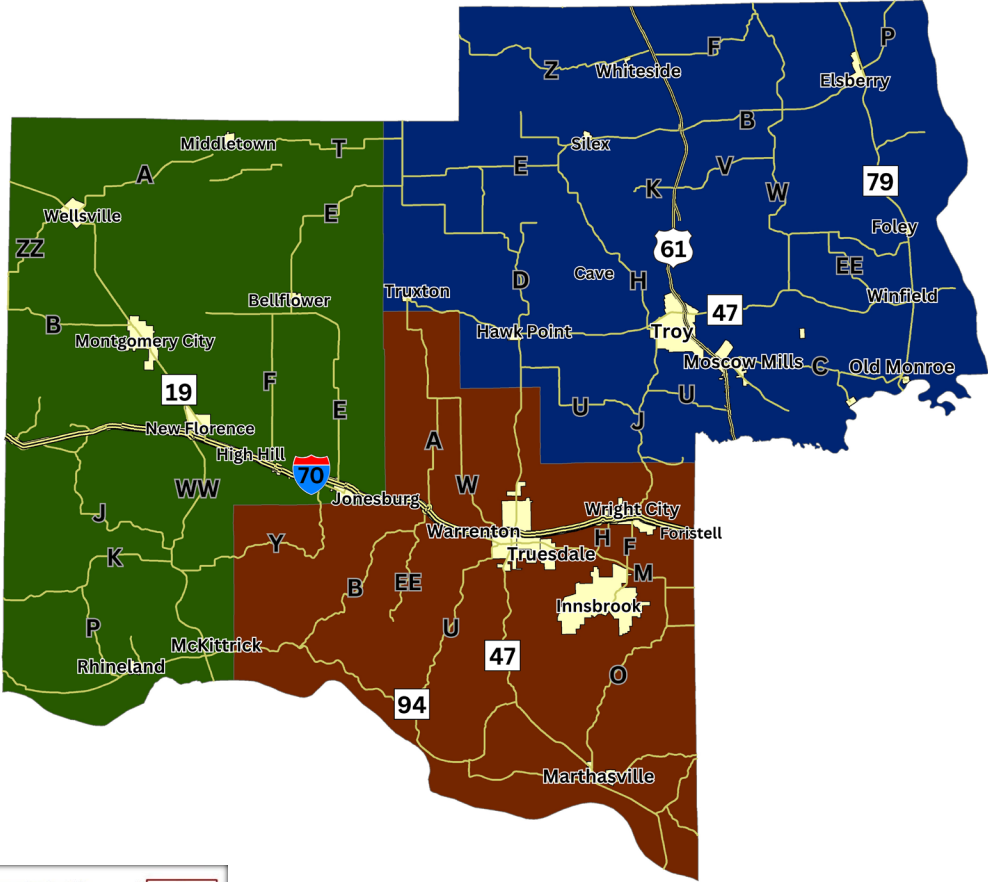 P
F
Z
Whiteside
Elsberry
B
Middletown
T
Silex
A
E
V
K
W
79
Wellsville
E
Foley
ZZ
61
EE
Cave
H
D
Truxton
Winfield
Bellflower
47
B
Hawk Point
Troy
Montgomery City
Moscow Mills
C
Old Monroe
F
19
U
E
U
J
New Florence
A
High Hill
70
W
WW
Jonesburg
Wright City
J
Warrenton
Foristell
H
Y
F
Truesdale
K
M
EE
B
Innsbrook
P
U
McKittrick
47
Rhineland
O
94
Marthasville